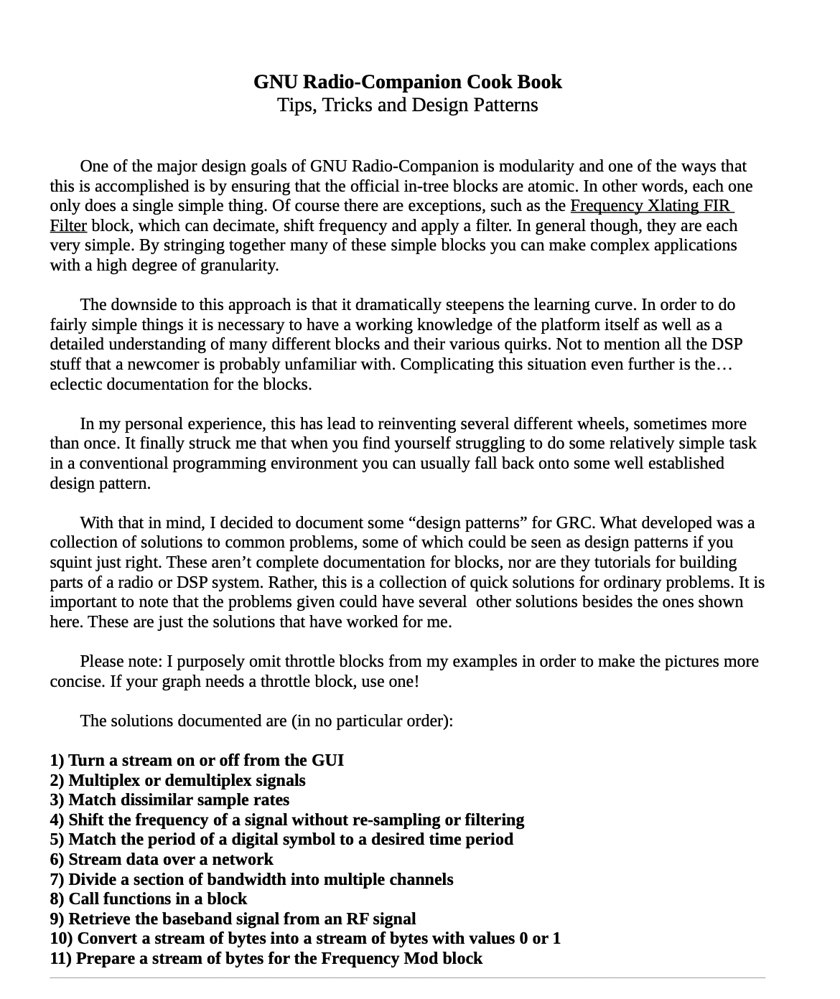 GNU Radio-Companion Cook Book
Tips, Tricks and Design Patterns
One of the major design goals of GNU Radio-Companion is modularity and one of the ways that
this is accomplished is by ensuring that the official in-tree blocks are atomic. In other words, each one
only does a single simple thing. Of course there are exceptions, such as the Frequency Xlating FIR
Filter block, which can decimate, shift frequency and apply a filter. In general though, they are each
very simple. By stringing together many of these simple blocks you can make complex applications
with a high degree of granularity.
The downside to this approach is that it dramatically steepens the learning curve. In order to do
fairly simple things it is necessary to have a working knowledge of the platform itself as well as a
detailed understanding of many different blocks and their various quirks. Not to mention all the DSP
stuff that a newcomer is probably unfamiliar with. Complicating this situation even further is the…
eclectic documentation for the blocks.
In my personal experience, this has lead to reinventing several different wheels, sometimes more
than once. It finally struck me that when you find yourself struggling to do some relatively simple task
in a conventional programming environment you can usually fall back onto some well established
design pattern.
With that in mind, I decided to document some “design patterns” for GRC. What developed was a
collection of solutions to common problems, some of which could be seen as design patterns if you
squint just right. These aren’t complete documentation for blocks, nor are they tutorials for building
parts of a radio or DSP system. Rather, this is a collection of quick solutions for ordinary problems. It is
important to note that the problems given could have several  other solutions besides the ones shown
here. These are just the solutions that have worked for me.
Please note: I purposely omit throttle blocks from my examples in order to make the pictures more
concise. If your graph needs a throttle block, use one!
The solutions documented are (in no particular order):
1) Turn a stream on or off from the GUI
2) Multiplex or demultiplex signals
3) Match dissimilar sample rates
4) Shift the frequency of a signal without re-sampling or filtering
5) Match the period of a digital symbol to a desired time period
6) Stream data over a network
7) Divide a section of bandwidth into multiple channels
8) Call functions in a block
9) Retrieve the baseband signal from an RF signal
10) Convert a stream of bytes into a stream of bytes with values 0 or 1
11) Prepare a stream of bytes for the Frequency Mod block